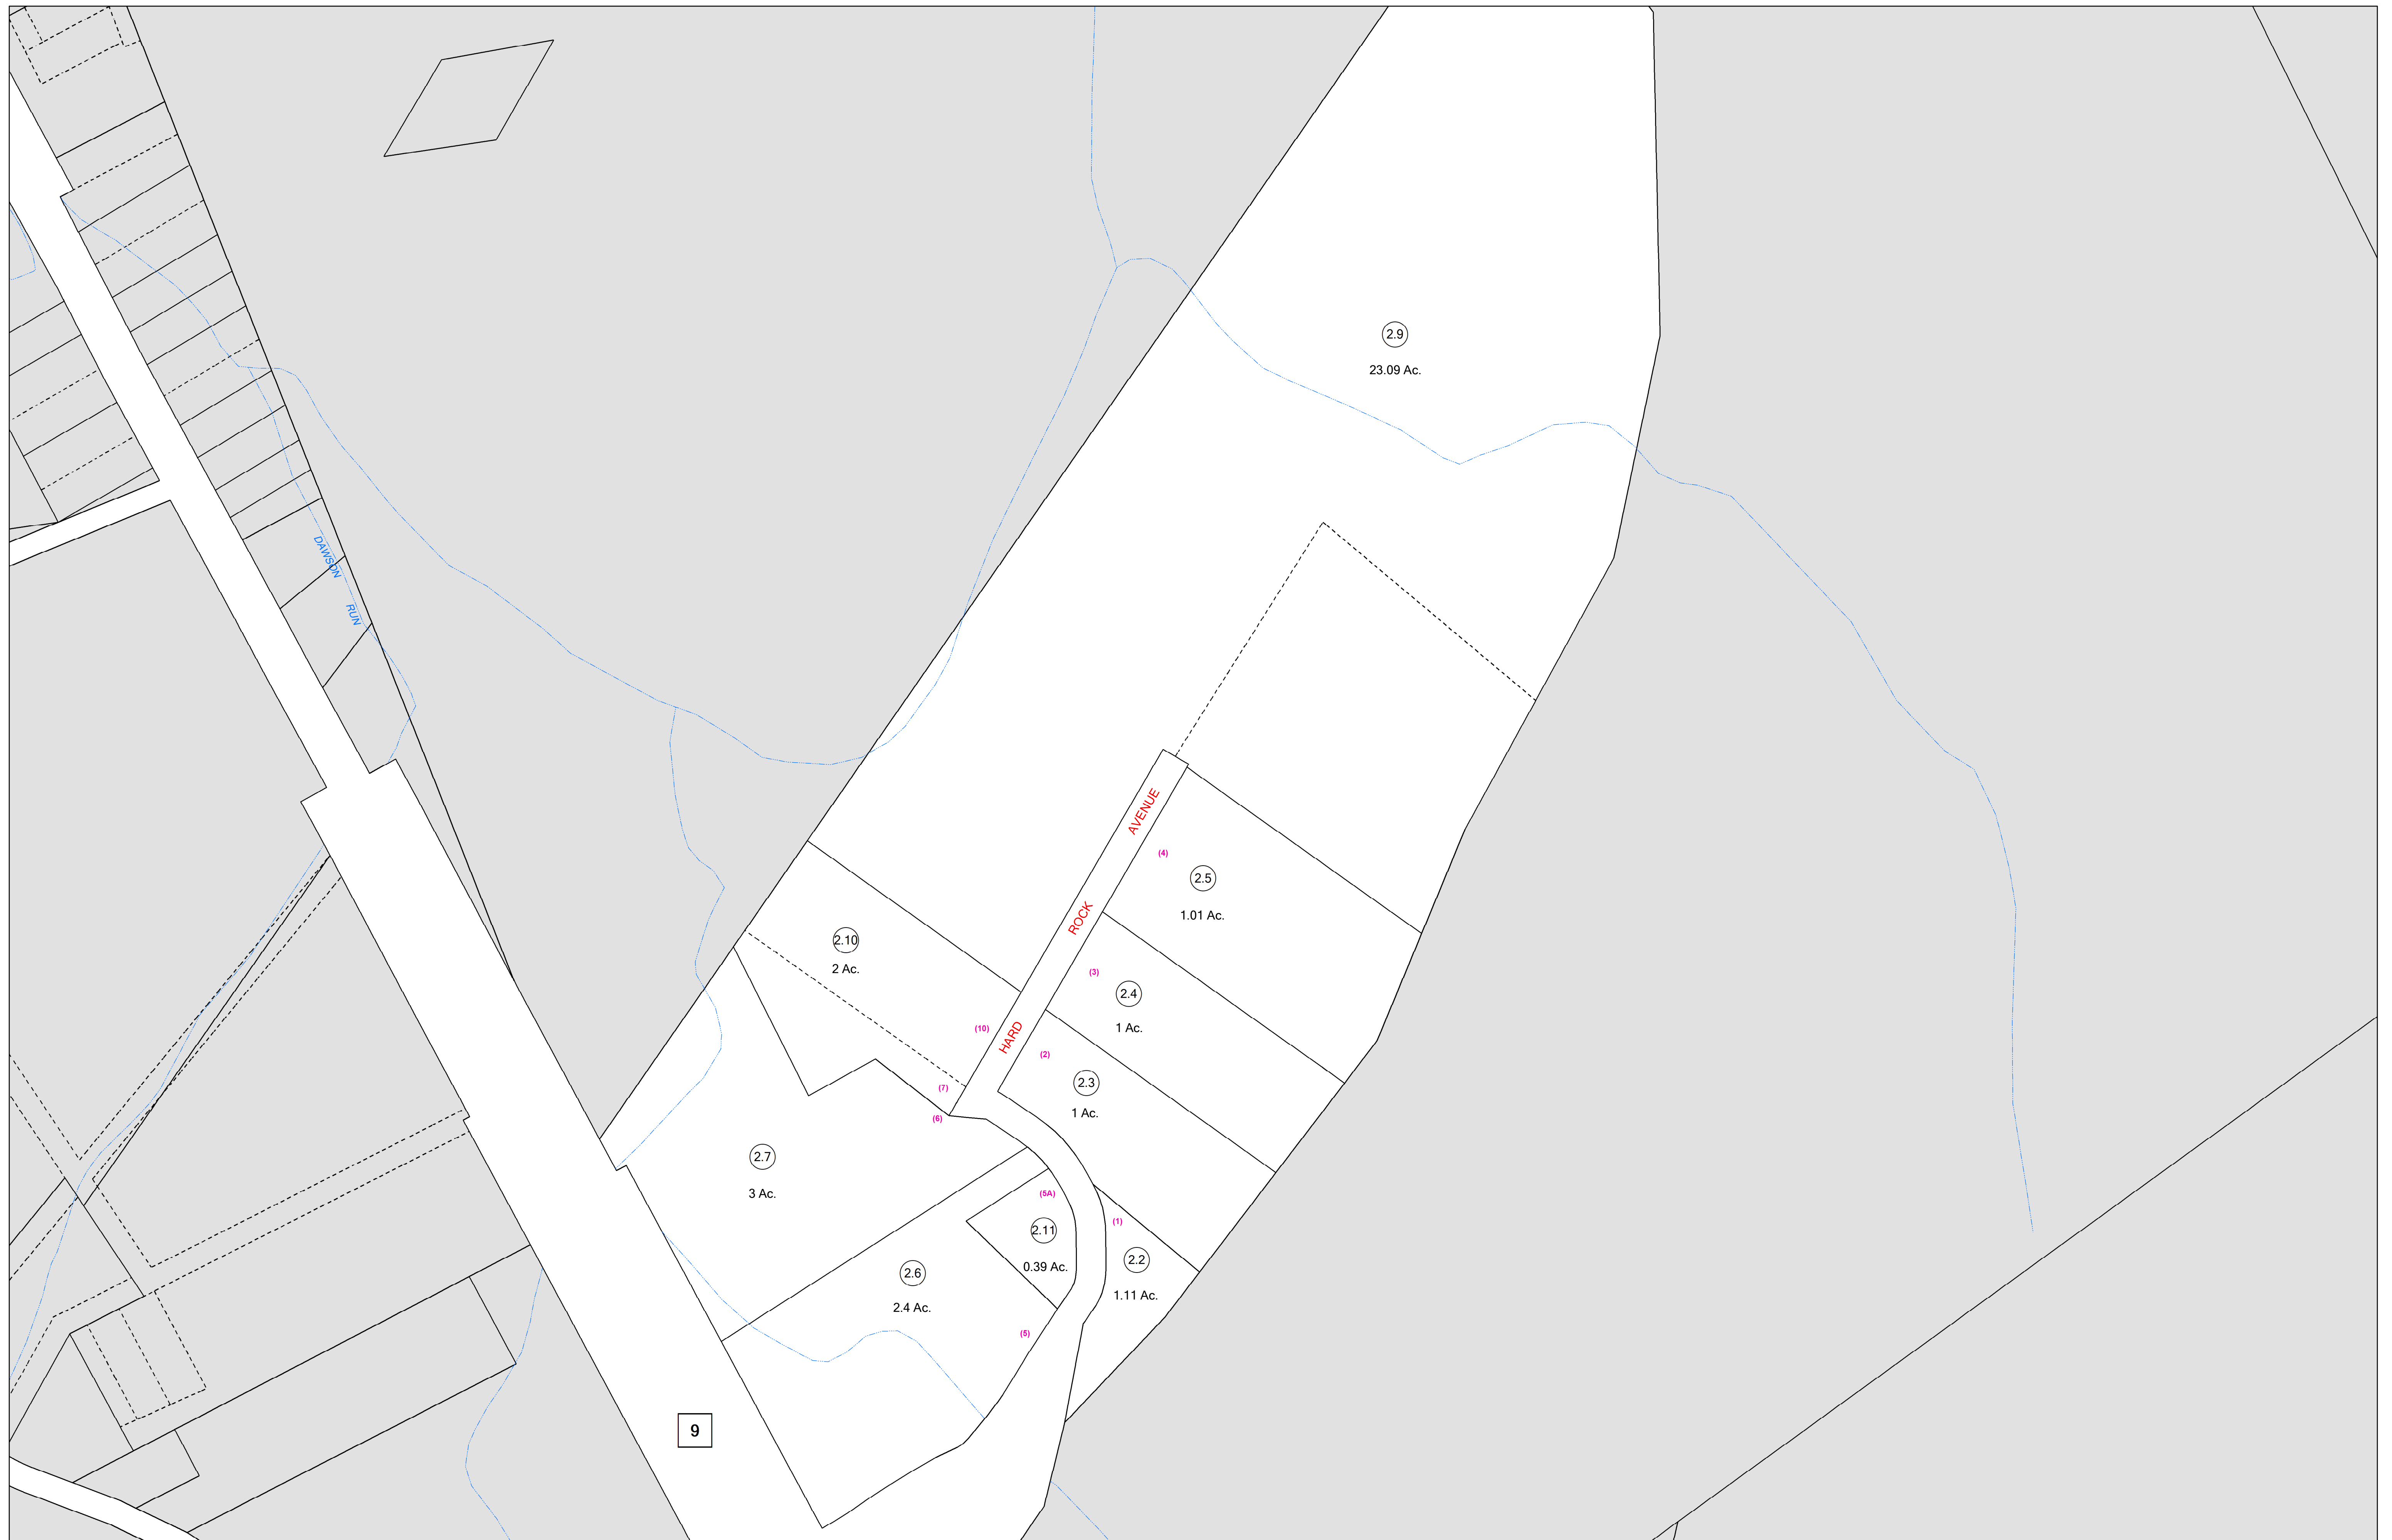 2.9
23.09 Ac.
DAWSON
RUN
AVENUE
(4)
2.5
1.01 Ac.
ROCK
2.10
2 Ac.
(3)
2.4
1 Ac.
(10)
HARD
(2)
2.3
1 Ac.
(7)
(6)
2.7
3 Ac.
(5A)
2.11
0.39 Ac.
(1)
2.2
1.11 Ac.
2.6
2.4 Ac.
(5)
9